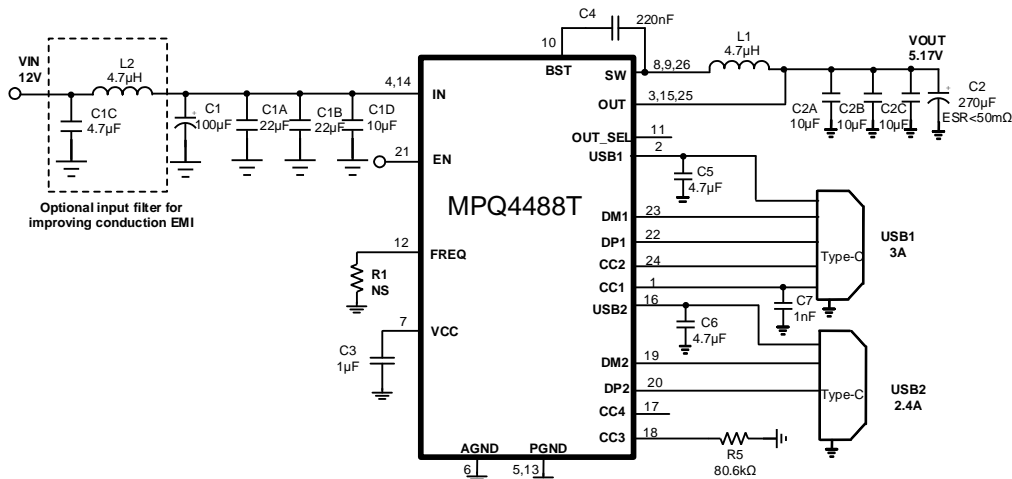 C4
220nF
10
BST
VIN
12V
L2
4.7µH
C1C
4.7µF
C1
100µF
C1A
22µF
C1B
22µF
C1D
10µF
4,14
IN
21
EN
Optional input filter for
improving conduction EMI
12
FREQ
R1
NS
7
VCC
C3
1µF
MPQ4488T
AGND
6
PGND
5,13
SW
8,9,26
L1
4.7µH
VOUT
5.17V
OUT
3,15,25
C2A
10µF
C2B
10µF
C2C
10µF
C2
270µF
ESR<50mΩ
OUT_SEL
11
USB1
2
C5
4.7µF
DM1
23
DP1
22
CC2
24
CC1
1
C7
1nF
Type-C
USB1
3A
USB2
16
C6
4.7µF
DM2
19
DP2
20
CC4
17
CC3
18
R5
80.6kΩ
Type-C
USB2
2.4A